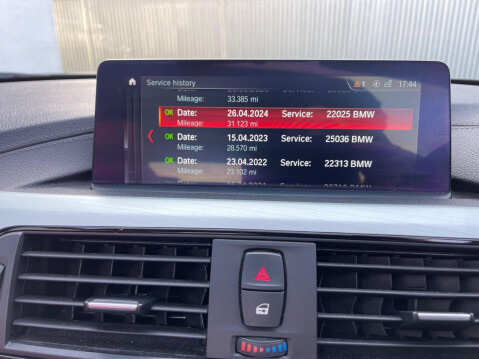 Service history
1
17:44
Mileage: 33.385 mi
OK Date: 26.04.2024 Service: 22025 BMW
Mileage: 31.123 mi
OK Date: 15.04.2023 Service: 25036 BMW
Mileage: 28.570 mi
OK Date: 23.04.2022 Service: 22313 BMW
Mileage: 23.102 mi